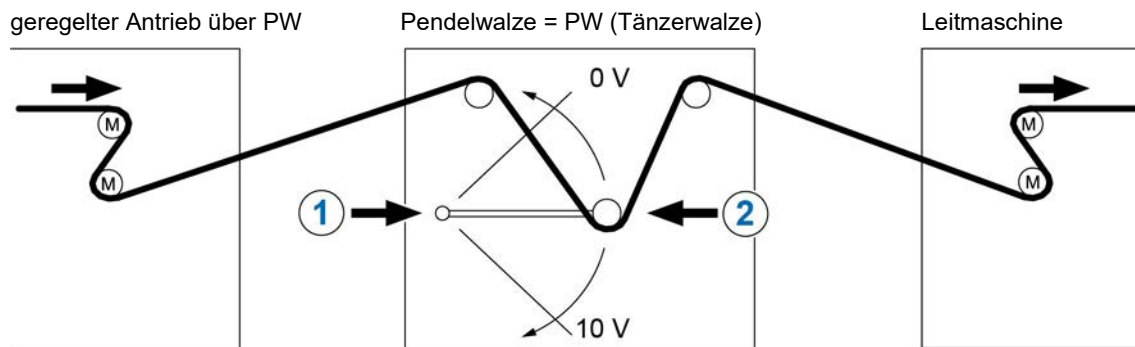 geregelter Antrieb über PW
Pendelwalze = PW (Tänzerwalze)
Leitmaschine
0 V
M
M
M
M
1
2
10 V